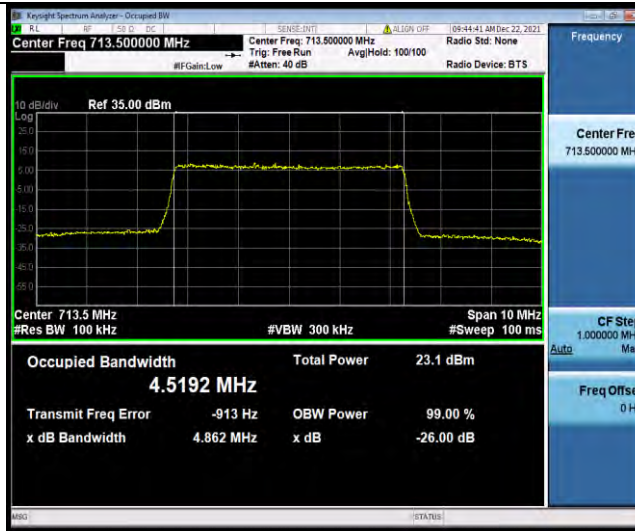 Keysight Spectrum Analyzer - Occupied BW
RL RF 50 Ω DC SENSE:INT ALIGN OFF 09:44:41 AM Dec 22, 2021
Center Freq 713.500000 MHz
Center Freq: 713.500000 MHz
Radio Std: None
Trig: Free Run Avg|Hold: 100/100
#IFGain:Low #Atten: 40 dB Radio Device: BTS
10 dB/div Ref 35.00 dBm
Log
25.0
15.0
5.00
-5.00
-15.0
-25.0
-35.0
-45.0
-55.0
Center 713.5 MHz Span 10 MHz
#Res BW 100 kHz #VBW 300 kHz #Sweep 100 ms
Occupied Bandwidth Total Power 23.1 dBm
4.5192 MHz
Transmit Freq Error -913 Hz OBW Power 99.00 %
x dB Bandwidth 4.862 MHz x dB -26.00 dB
MSG STATUS
Frequency
Center Fre
713.500000 MH
CF Ste
1.000000 MH
Auto Ma
Freq Offse
0 H